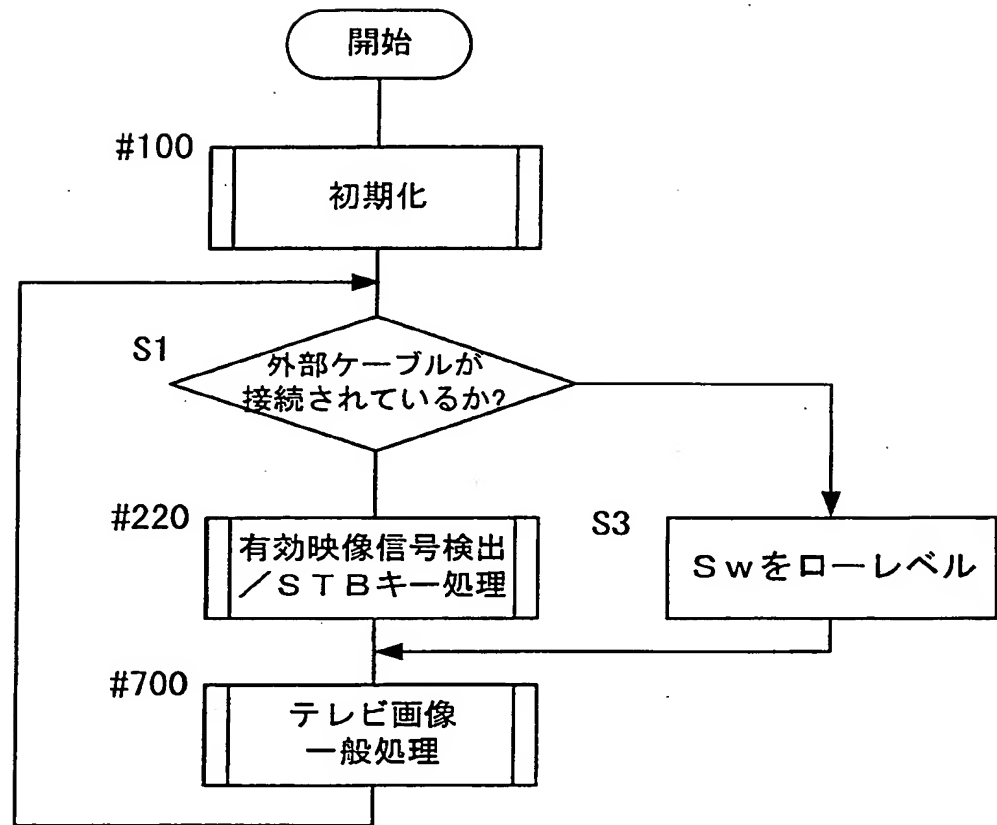 開始
#100
初期化
S1
外部ケーブルが
接続されているか?
#220
有効映像信号検出
/STBキー処理
S3
Swをローレベル
#700
テレビ画像
一般処理